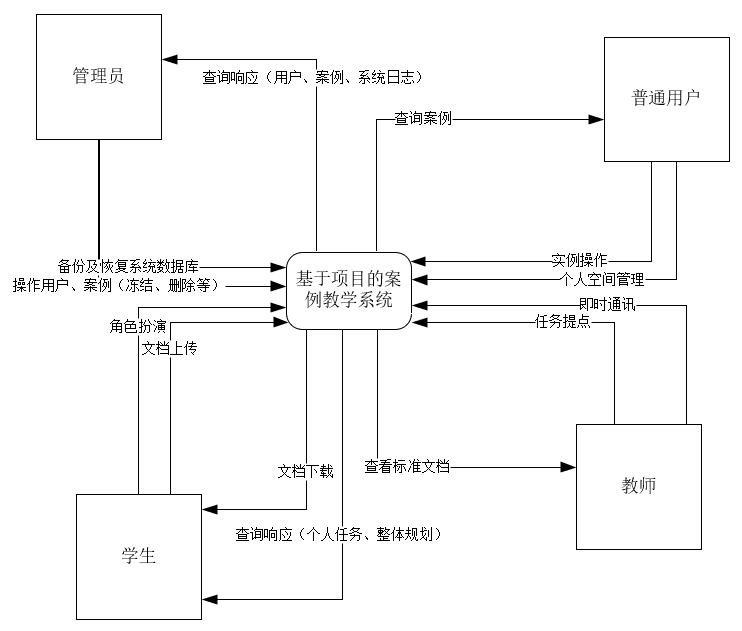 管理员
查询响应（用户、案例、系统日志）
普通用户
查询案例
备份及恢复系统数据库
操作用户、案例（冻结、删除等）
基于项目的案
例教学系统
实例操作
个人空间管理
即时通讯
任务提点
角色扮演
文档上传
文档下载
查看标准文档
教师
查询响应（个人任务、整体规划）
学生